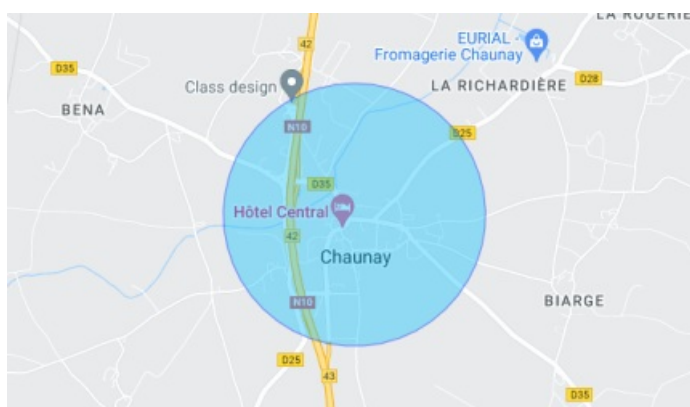 LA ROUERIE
42
EURIAL -
Fromagerie Chaunay
D35
Class design
LA RICHARDIÈRE
D28
BENA
N10
D25
D35
Hôtel Central
42
Chaunay
N10
BIARGE
D25
43
D35